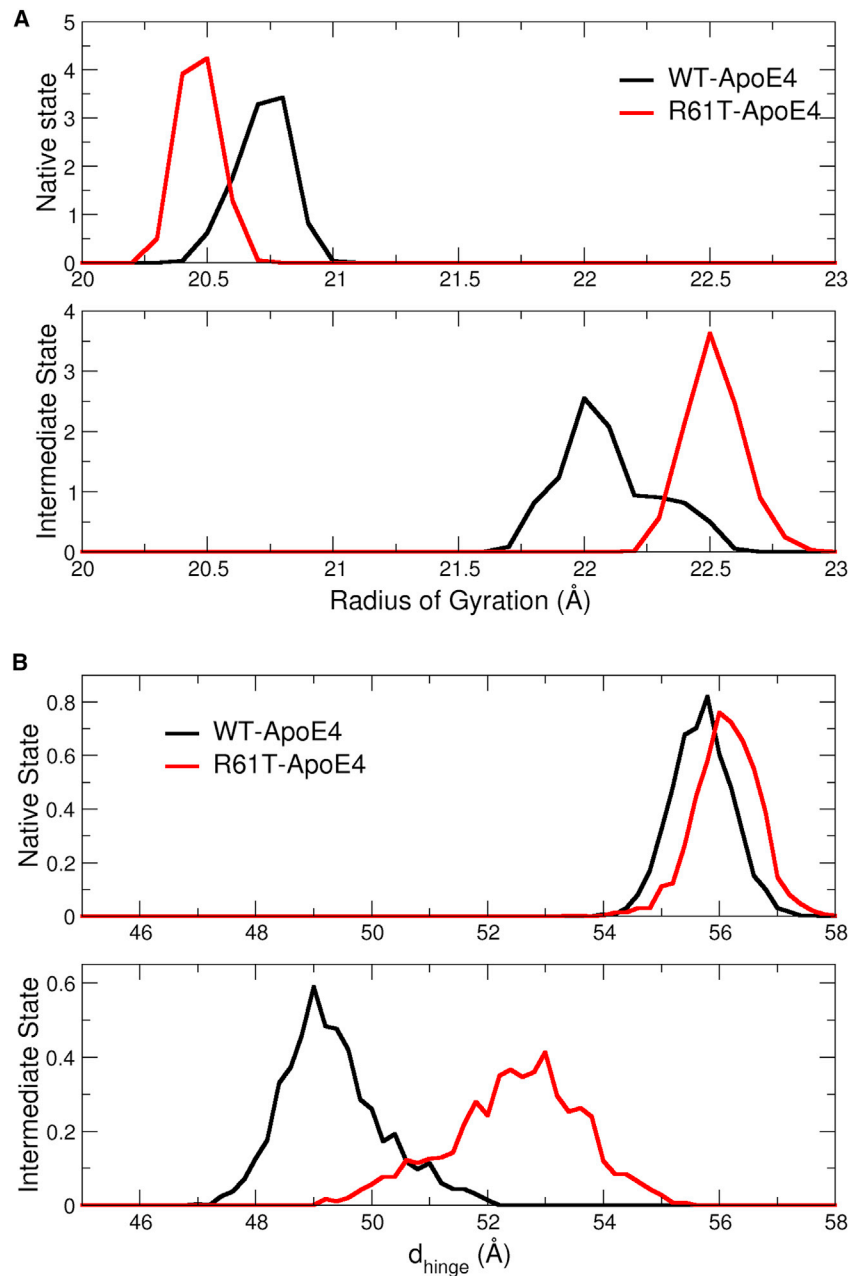 A
Native state
5
4
3
2
1
0
WT-ApoE4
R61T-ApoE4
20 20.5 21 21.5 22 22.5 23
Intermediate State
4
3
2
1
0
20 20.5 21 21.5 22 22.5 23
Radius of Gyration (Å)
B
Native State
0.8
0.6
0.4
0.2
0
WT-ApoE4
R61T-ApoE4
46 48 50 52 54 56 58
Intermediate State
0.6
0.4
0.2
0
46 48 50 52 54 56 58
d_hinge (Å)